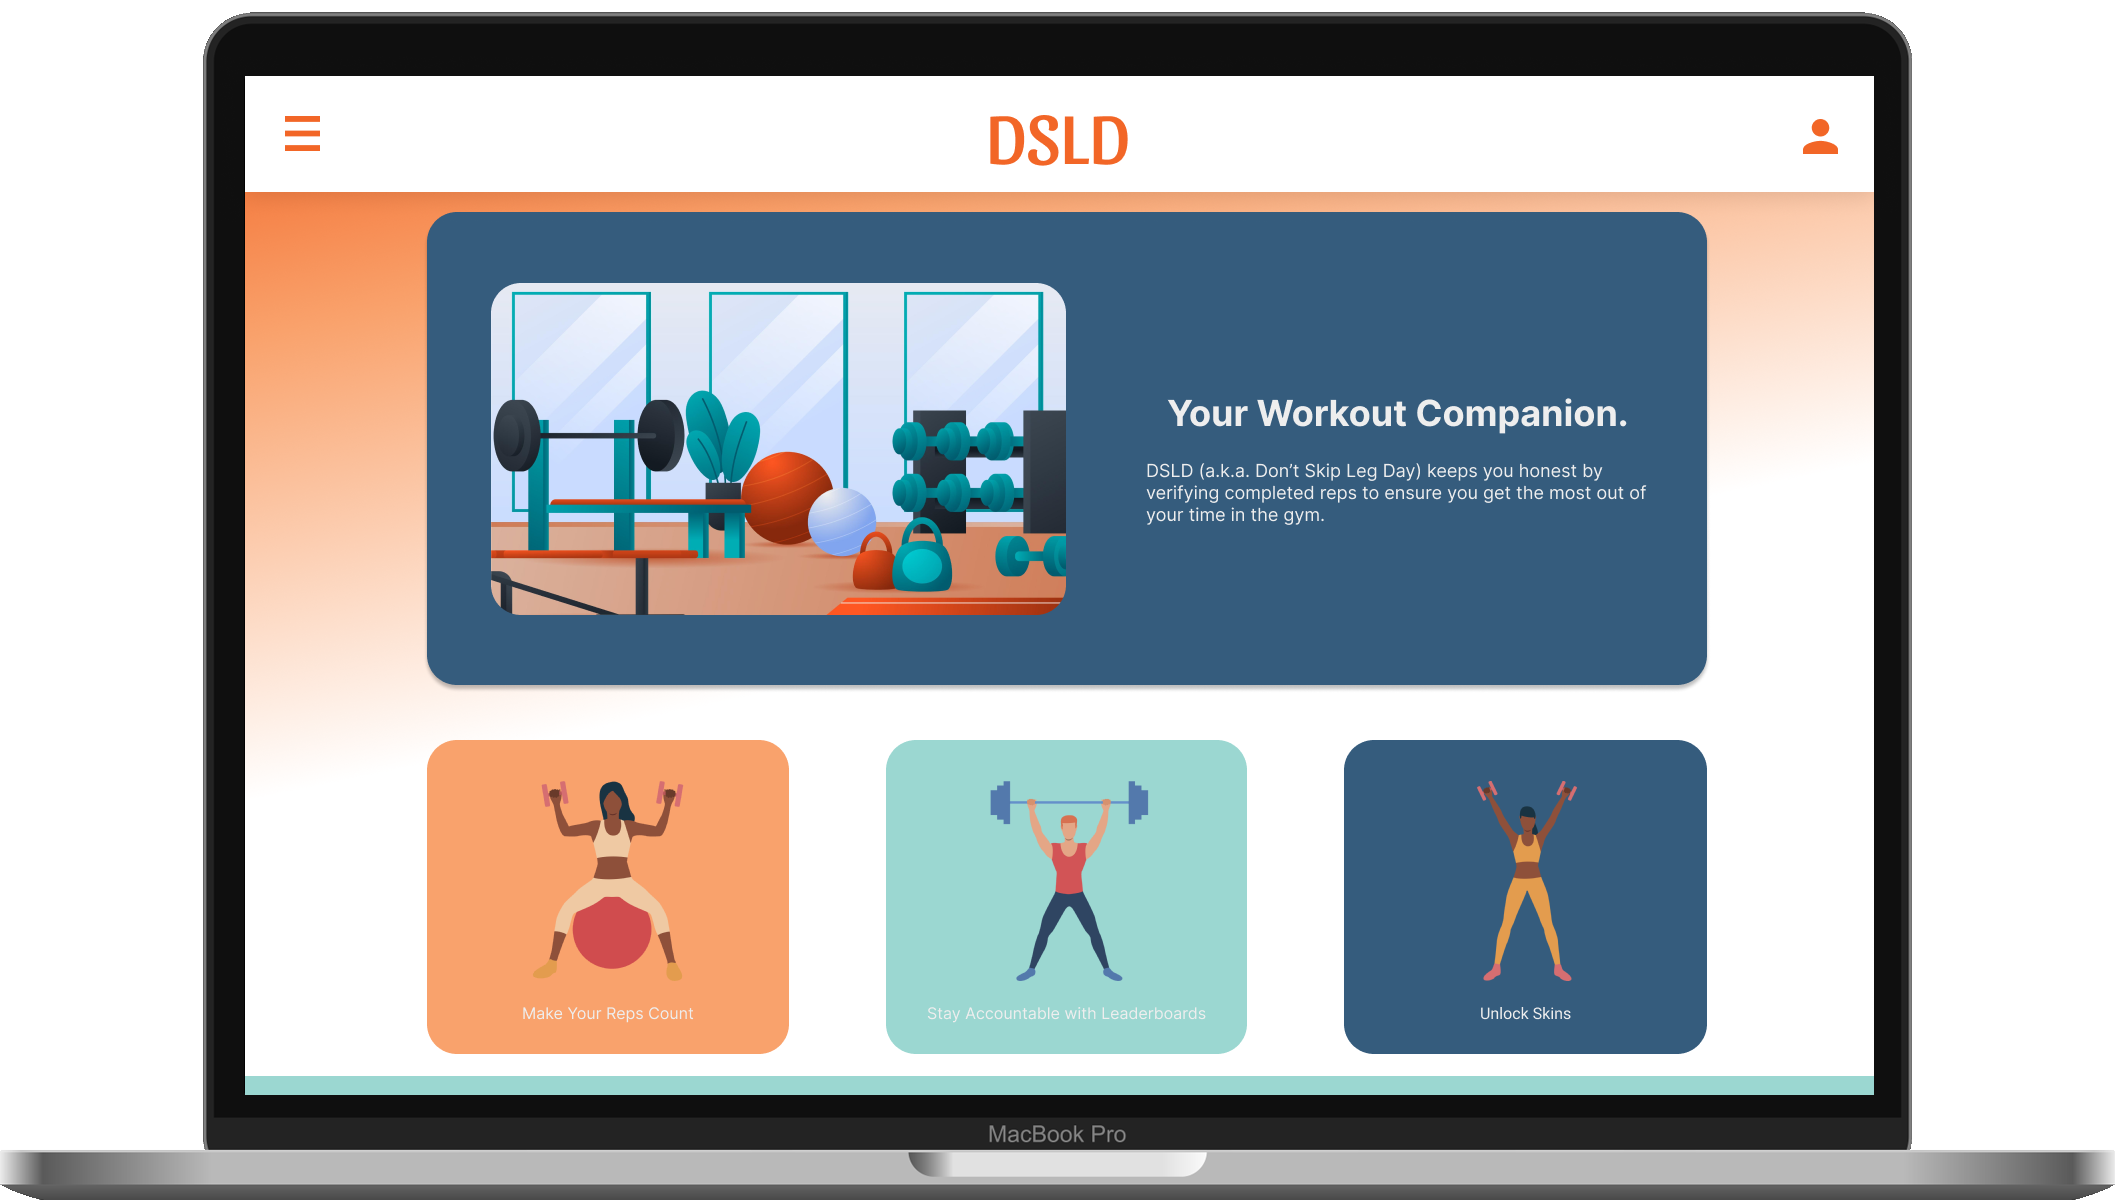 DSLD
Your Workout Companion.
DSLD (a.k.a. Don’t Skip Leg Day) keeps you honest by
verifying completed reps to ensure you get the most out of
your time in the gym.
Make Your Reps Count
Stay Accountable with Leaderboards
Unlock Skins
MacBook Pro